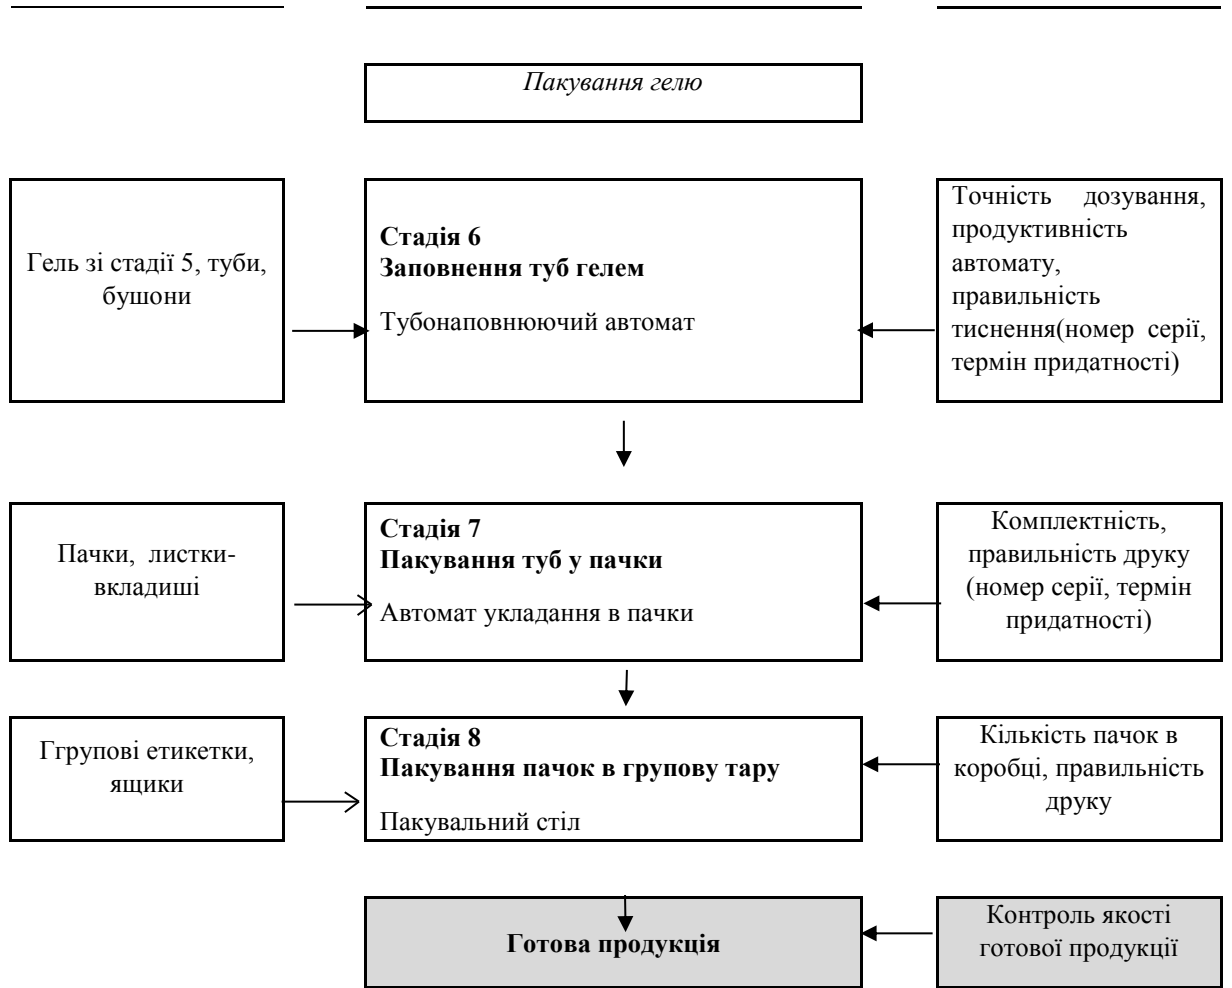 Пакування гелю
Гель зі стадії 5, туби,
бушони
Стадія 6
Заповнення туб гелем
Тубонаповнюючий автомат
Точність дозування,
продуктивність
автомату,
правильність
тиснення(номер серії,
термін придатності)
Пачки, листки-
вкладиші
Стадія 7
Пакування туб у пачки
Автомат укладання в пачки
Комплектність,
правильність друку
(номер серії, термін
придатності)
Ггрупові етикетки,
ящики
Стадія 8
Пакування пачок в групову тару
Пакувальний стіл
Кількість пачок в
коробці, правильність
друку
Готова продукція
Контроль якості
готової продукції